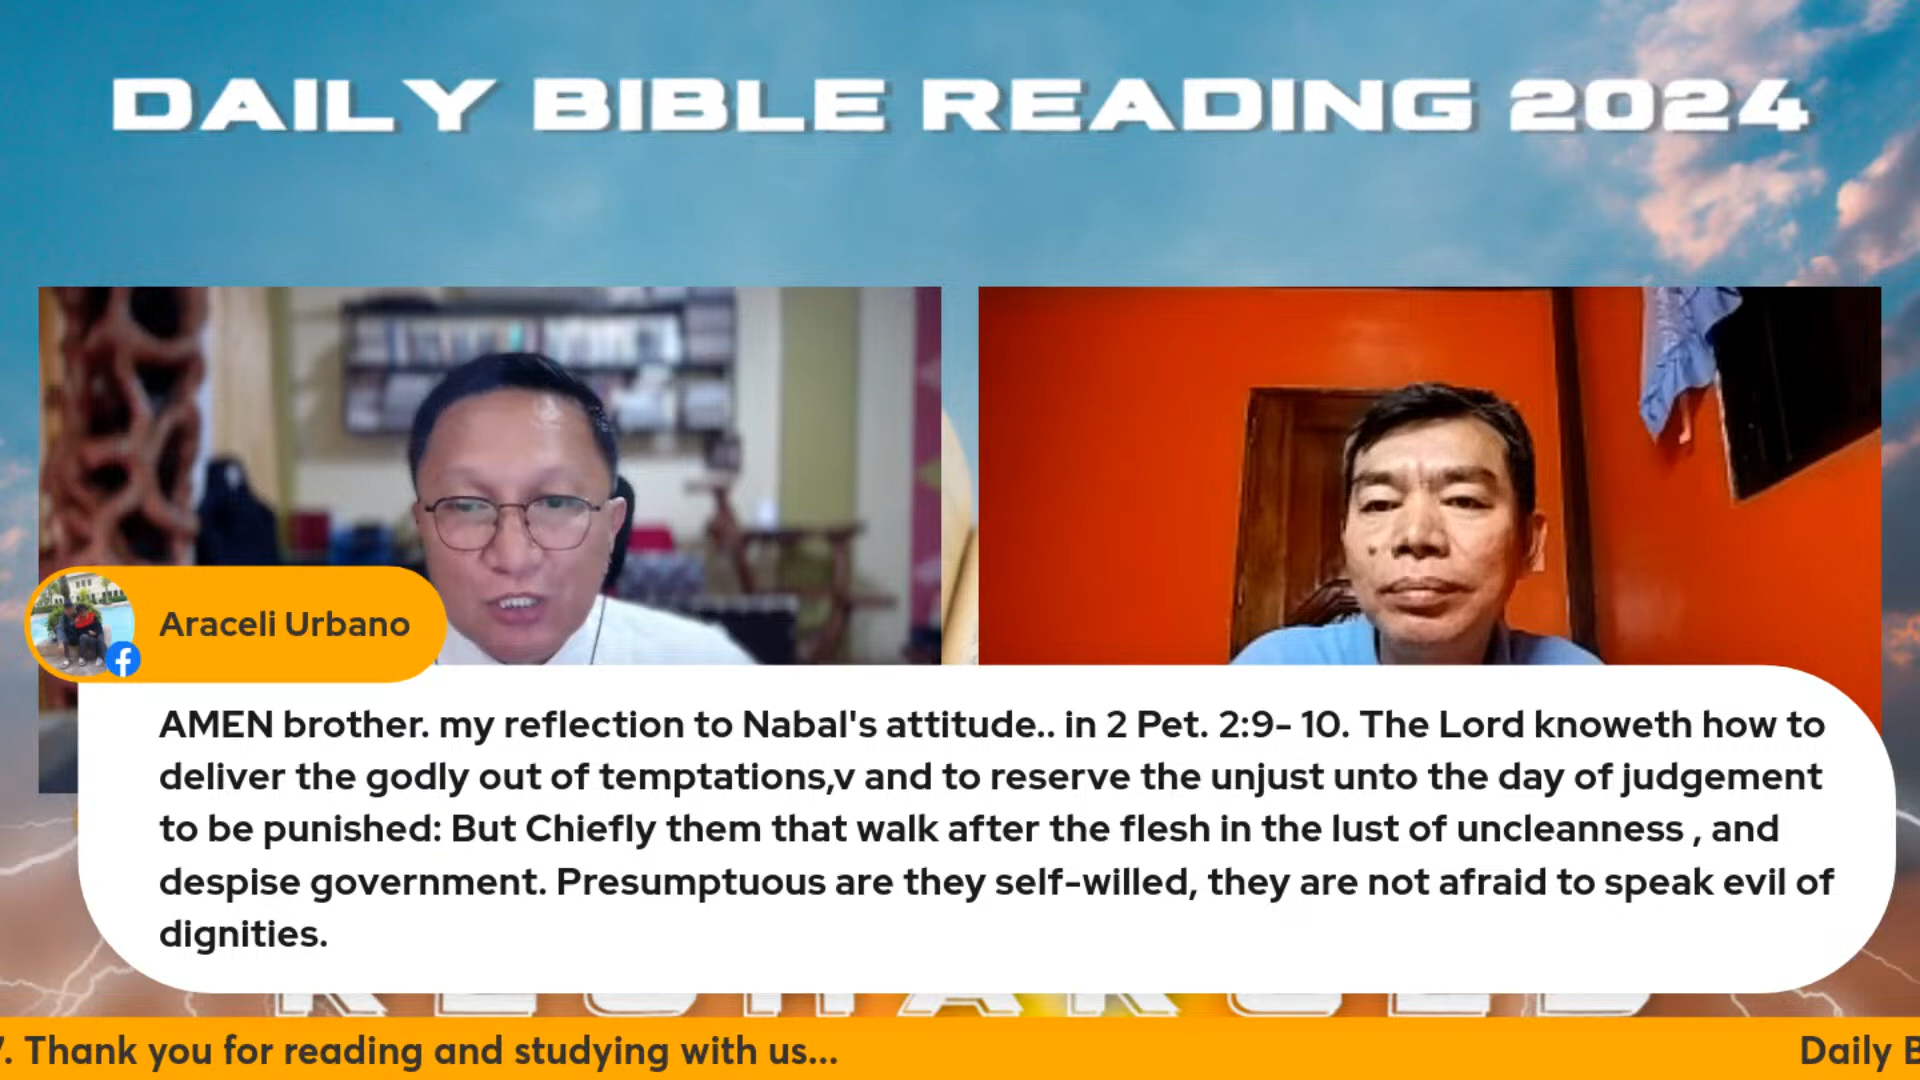 DAILY BIBLE READING 2024
Araceli Urbano
AMEN brother. my reflection to Nabal's attitude.. in 2 Pet. 2:9- 10. The Lord knoweth how to
deliver the godly out of temptations,v and to reserve the unjust unto the day of judgement
to be punished: But Chiefly them that walk after the flesh in the lust of uncleanness , and
despise government. Presumptuous are they self-willed, they are not afraid to speak evil of
dignities.
. Thank you for reading and studying with us...
Daily